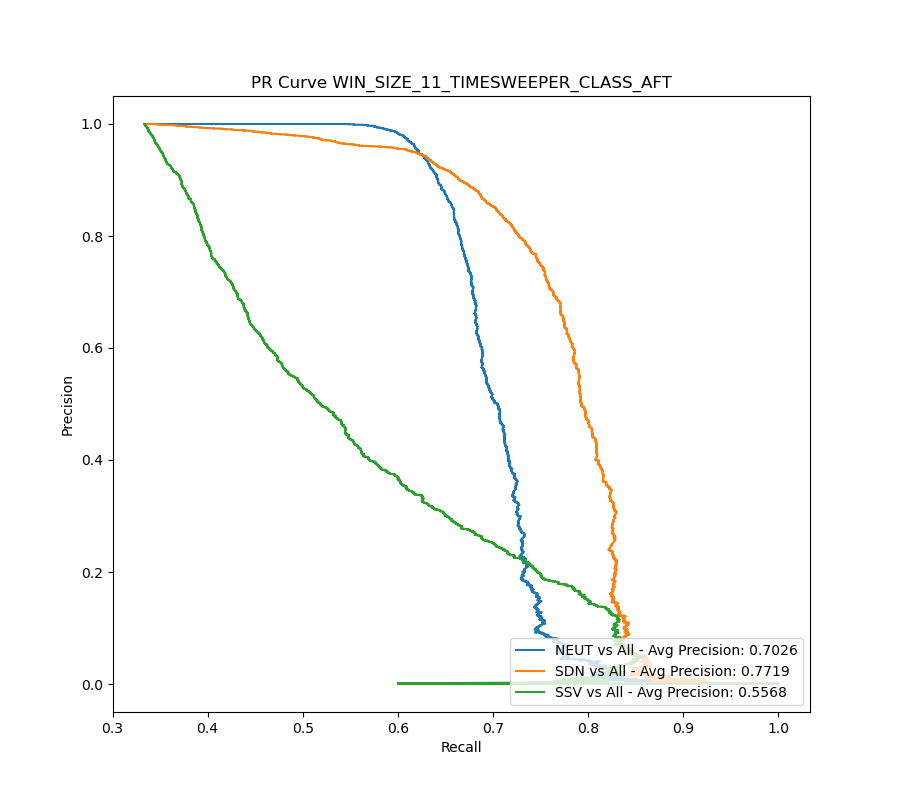 PR Curve WIN_SIZE_11_TIMESWEEPER_CLASS_AFT
1.0
0.8
0.6
0.4
0.2
0.0
Precision
NEUT vs All - Avg Precision: 0.7026
SDN vs All - Avg Precision: 0.7719
SSV vs All - Avg Precision: 0.5568
0.3 0.4 0.5 0.6 0.7 0.8 0.9 1.0
Recall